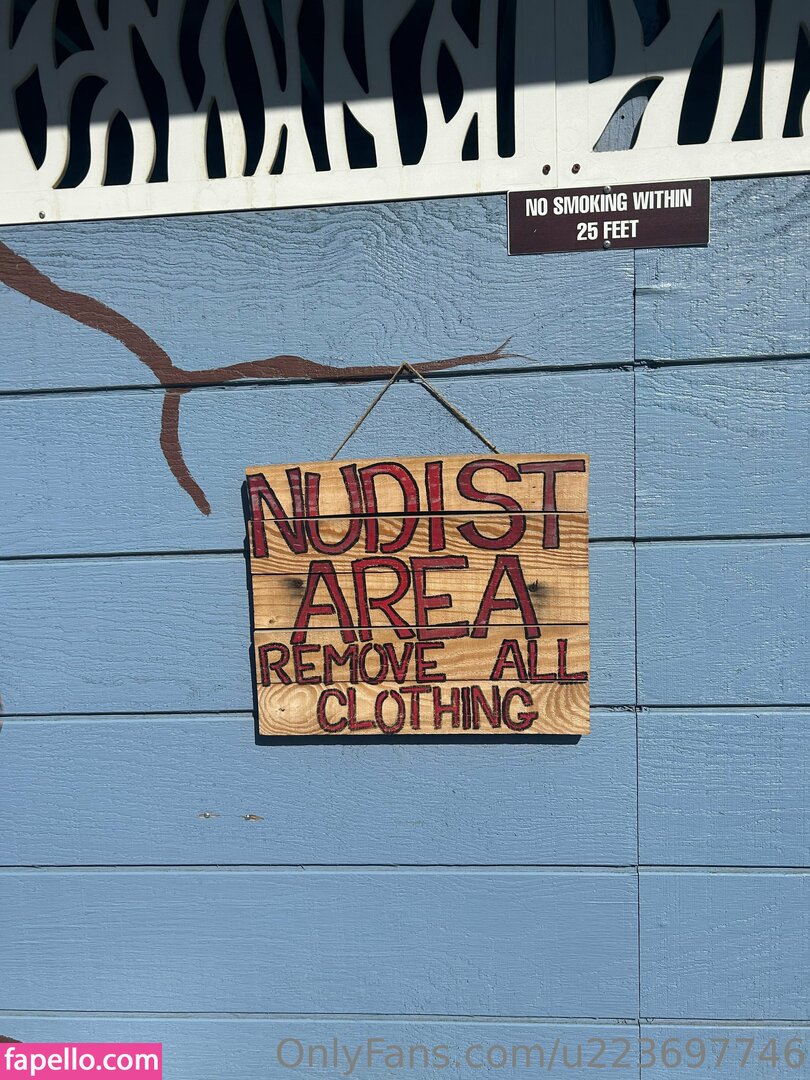 NO SMOKING WITHIN
25 FEET
NUDIST
AREA
REMOVE ALL
CLOTHING
fapello.com
OnlyFans.com/u223697746